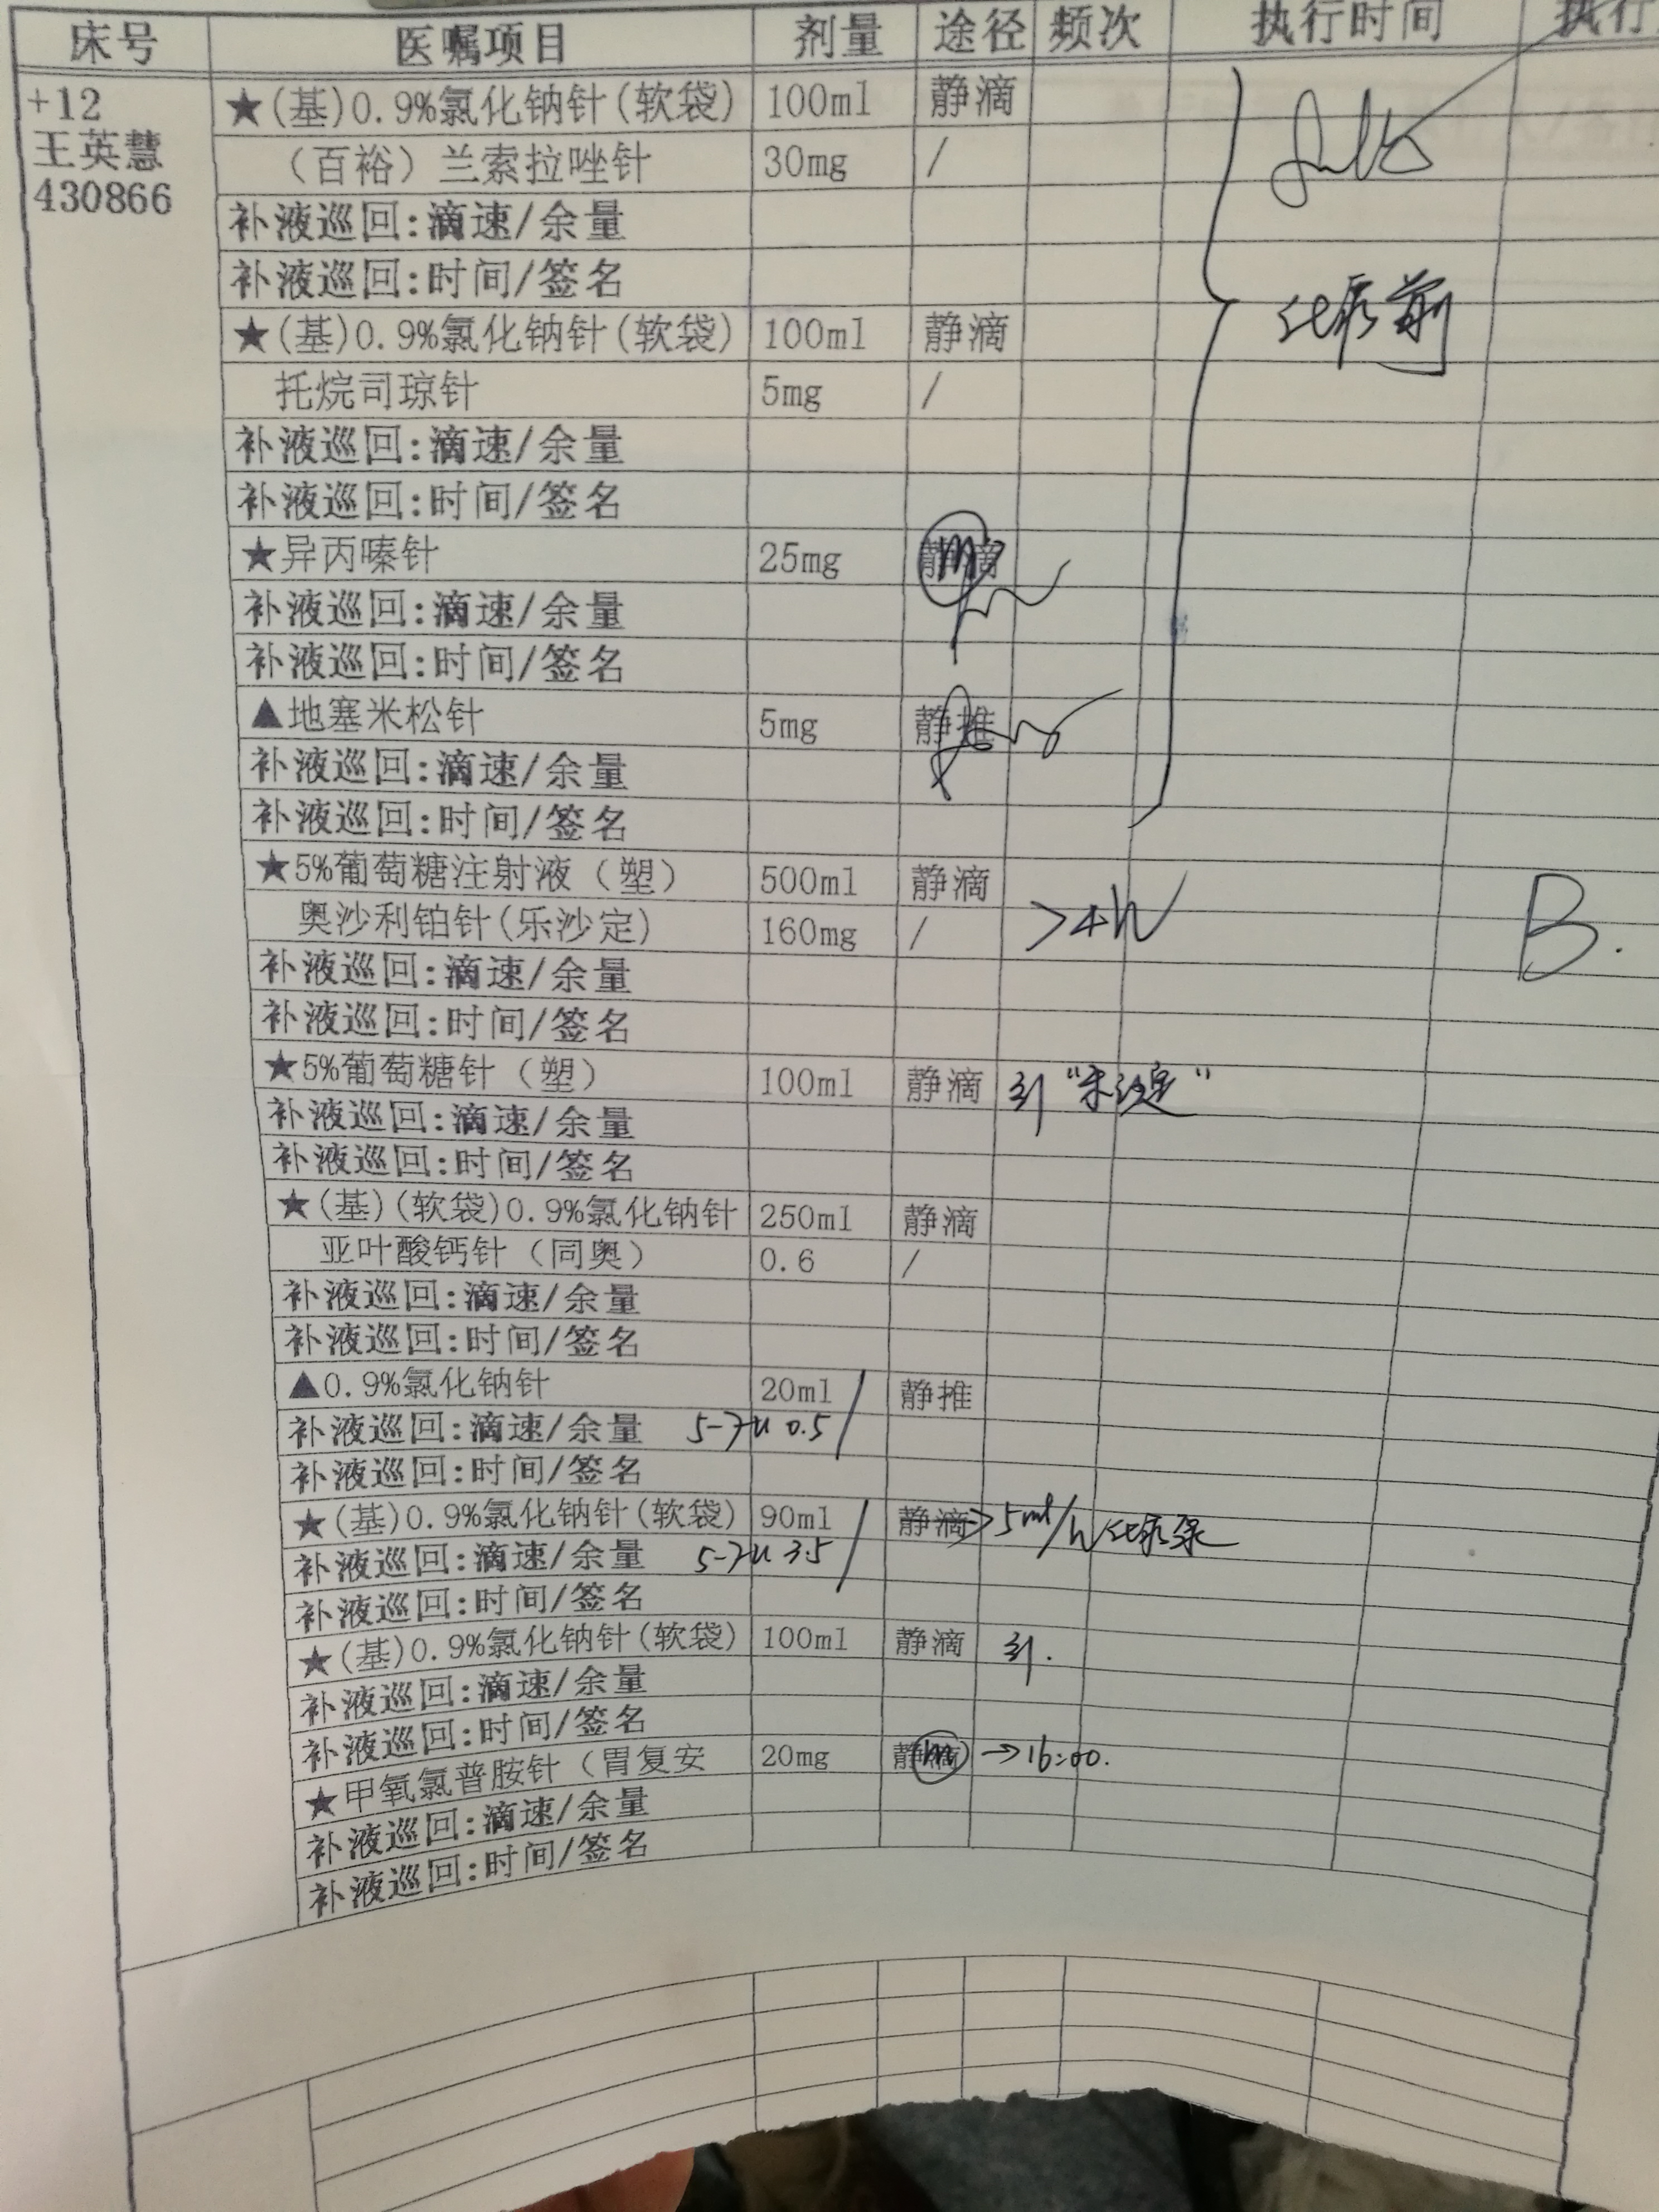 床号 医嘱项目 剂量 途径 频次 执行时间 执行
+12 ★(基)0.9%氯化钠针(软袋) 100ml 静滴
王英慧 (百裕)兰索拉唑针 30mg /
430866 补液巡回:滴速/余量
补液巡回:时间/签名
★(基)0.9%氯化钠针(软袋) 100ml 静滴 化疗前
托烷司琼针 5mg /
补液巡回:滴速/余量
补液巡回:时间/签名
★异丙嗪针 25mg 静滴
补液巡回:滴速/余量
补液巡回:时间/签名
▲地塞米松针 5mg 静推
补液巡回:滴速/余量
补液巡回:时间/签名
★5%葡萄糖注射液(塑) 500ml 静滴
奥沙利铂针(乐沙定) 160mg / >4h B.
补液巡回:滴速/余量
补液巡回:时间/签名
★5%葡萄糖针(塑) 100ml 静滴
补液巡回:滴速/余量
补液巡回:时间/签名
★(基)(软袋)0.9%氯化钠针 250ml 静滴
亚叶酸钙针(同奥) 0.6 /
补液巡回:滴速/余量
补液巡回:时间/签名
▲0.9%氯化钠针 20ml 静推
补液巡回:滴速/余量 5-Fu 0.5
补液巡回:时间/签名
★(基)0.9%氯化钠针(软袋) 90ml 静滴 > 5ml/h 化疗泵
补液巡回:滴速/余量 5-Fu 3.5
补液巡回:时间/签名
★(基)0.9%氯化钠针(软袋) 100ml 静滴
补液巡回:滴速/余量
补液巡回:时间/签名
★甲氧氯普胺针(胃复安 20mg 静滴 →16:00.
补液巡回:滴速/余量
补液巡回:时间/签名